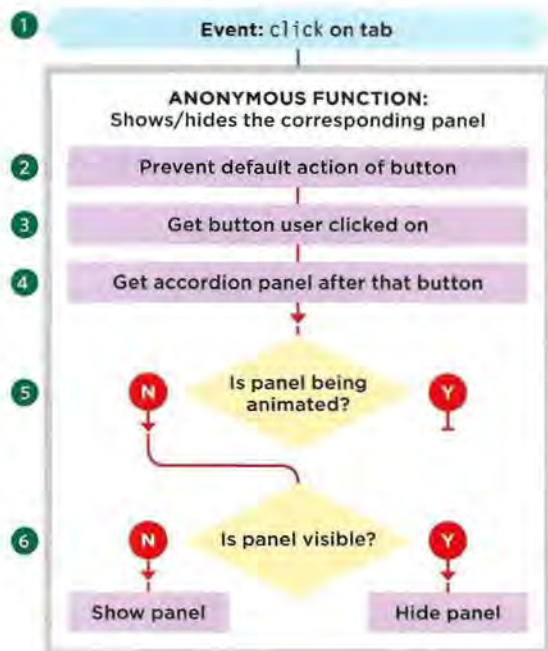 1 Event: click on tab
ANONYMOUS FUNCTION:
Shows/hides the corresponding panel
2 Prevent default action of button
3 Get button user clicked on
4 Get accordion panel after that button
5 N Is panel being
animated? Y
6 N Is panel visible? Y
Show panel Hide panel